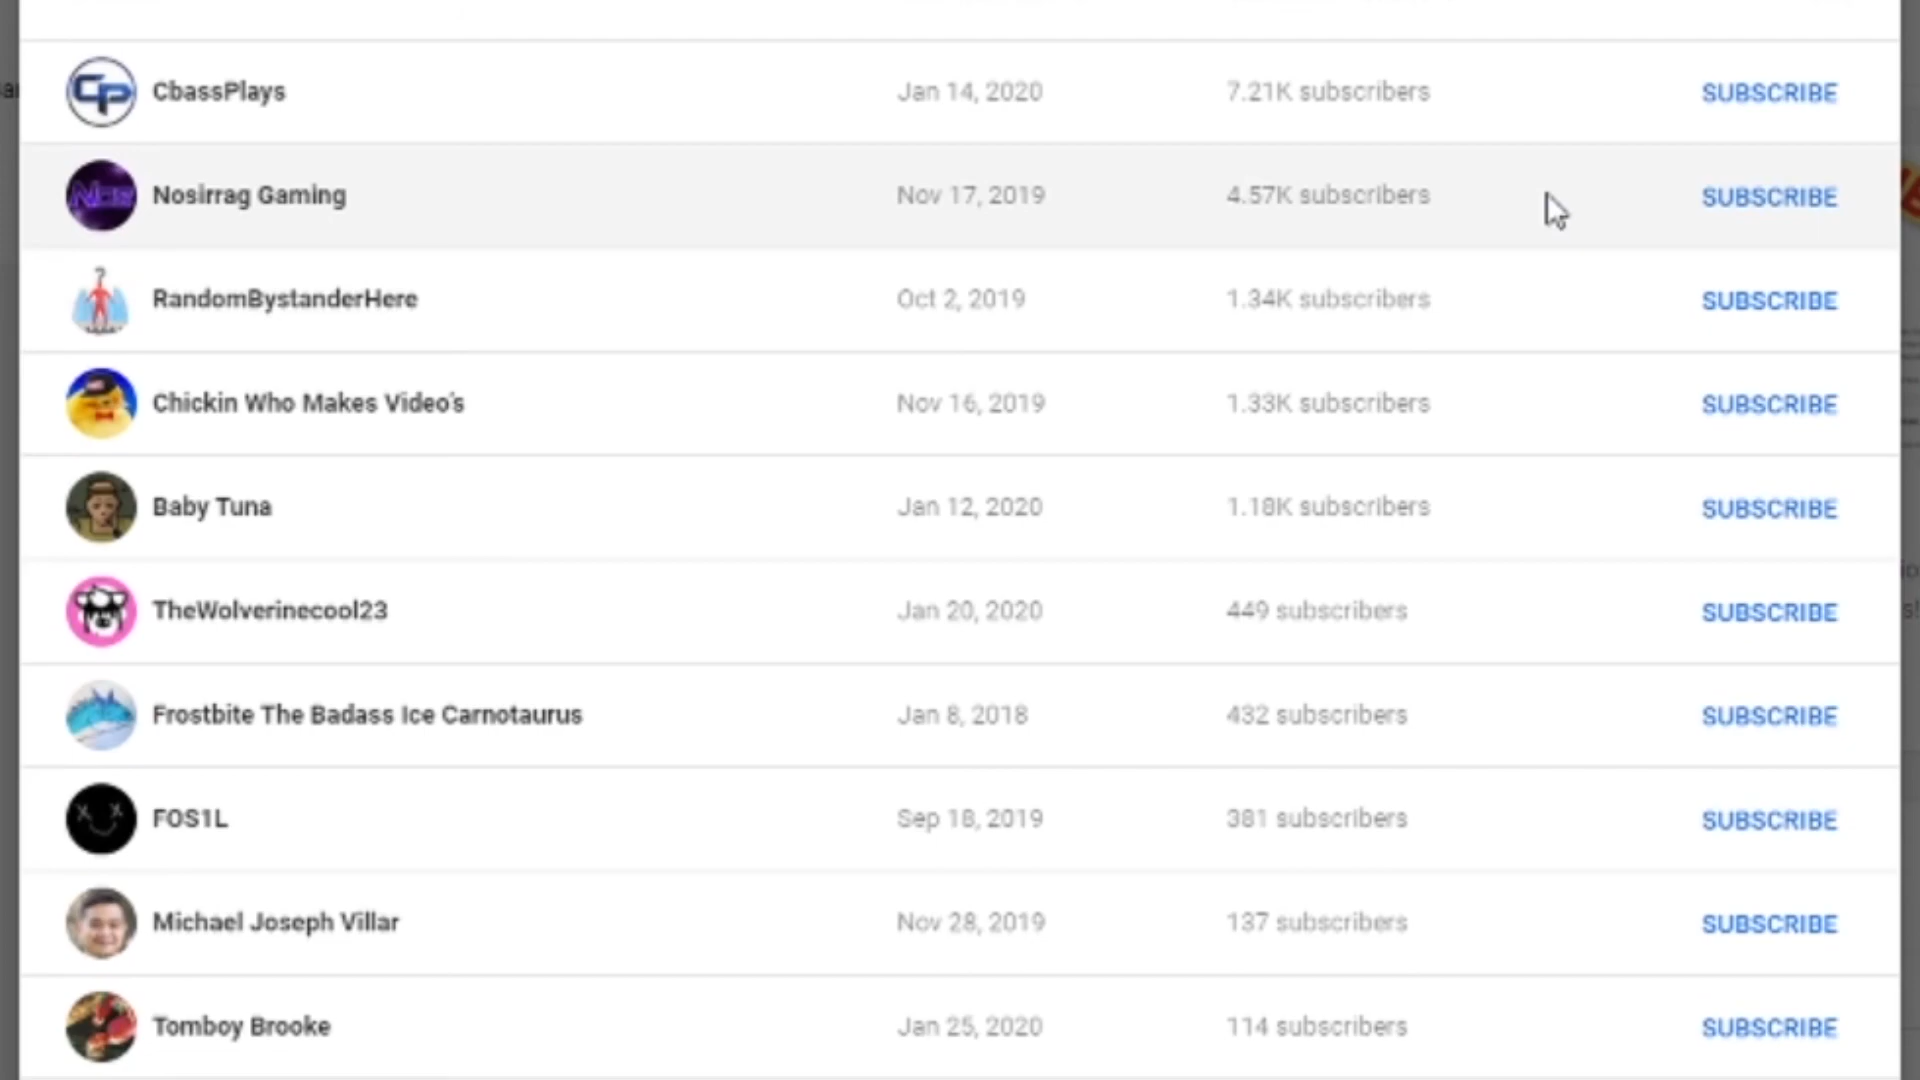 CbassPlays Jan 14, 2020 7.21K subscribers SUBSCRIBE
Nosirrag Gaming Nov 17, 2019 4.57K subscribers SUBSCRIBE
RandomBystanderHere Oct 2, 2019 1.34K subscribers SUBSCRIBE
Chickin Who Makes Video's Nov 16, 2019 1.33K subscribers SUBSCRIBE
Baby Tuna Jan 12, 2020 1.18K subscribers SUBSCRIBE
TheWolverinecool23 Jan 20, 2020 449 subscribers SUBSCRIBE
Frostbite The Badass Ice Carnotaurus Jan 8, 2018 432 subscribers SUBSCRIBE
FOS1L Sep 18, 2019 381 subscribers SUBSCRIBE
Michael Joseph Villar Nov 28, 2019 137 subscribers SUBSCRIBE
Tomboy Brooke Jan 25, 2020 114 subscribers SUBSCRIBE